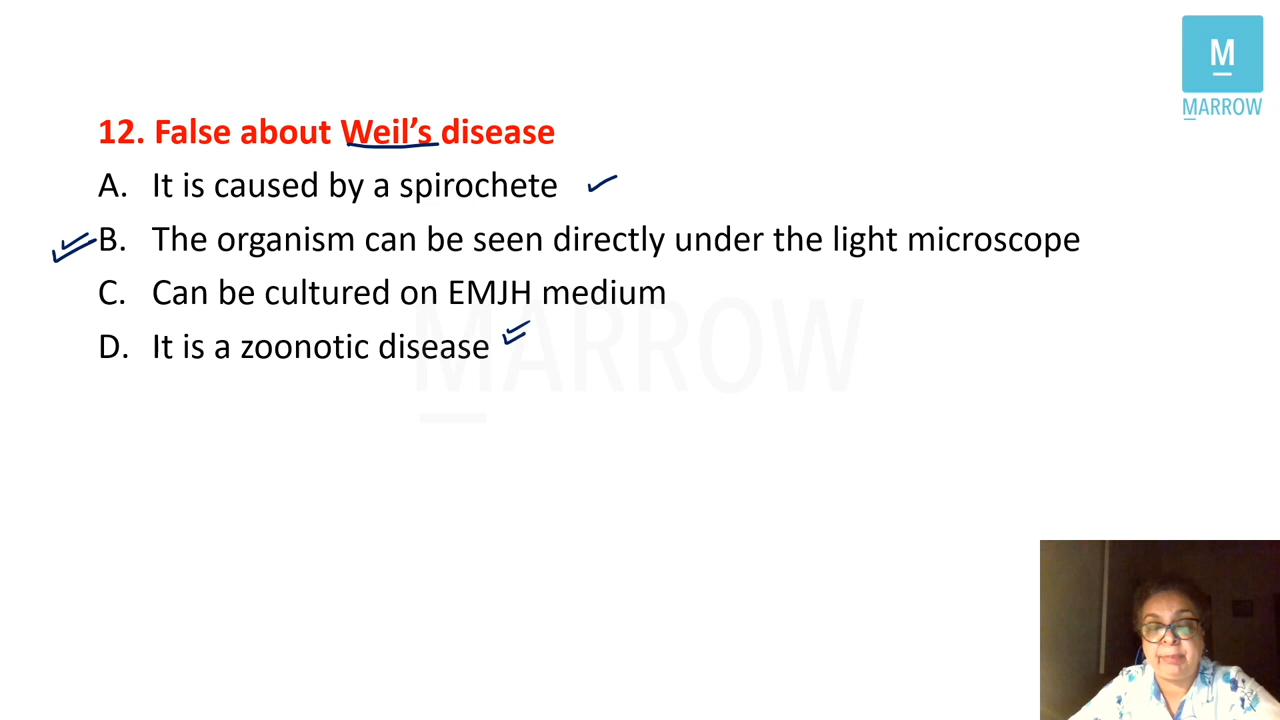 M
MARROW
12. False about Weil's disease
A. It is caused by a spirochete
B. The organism can be seen directly under the light microscope
C. Can be cultured on EMJH medium
D. It is a zoonotic disease
MARROW